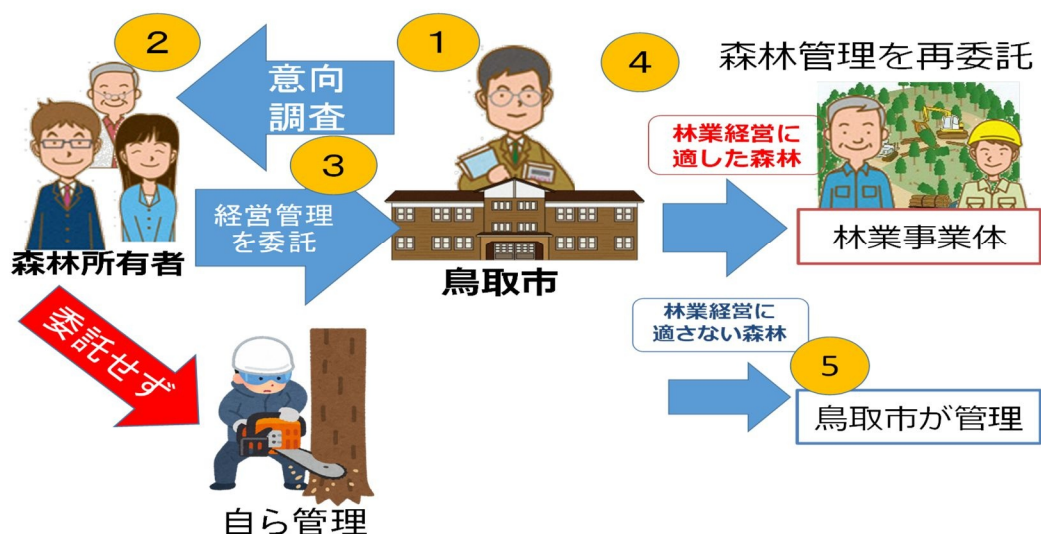 2
1
4
森林管理を再委託
意向
調査
林業経営に
適した森林
3
経営管理
を委託
林業事業体
森林所有者
鳥取市
委託せず
林業経営に
適さない森林
5
鳥取市が管理
自ら管理